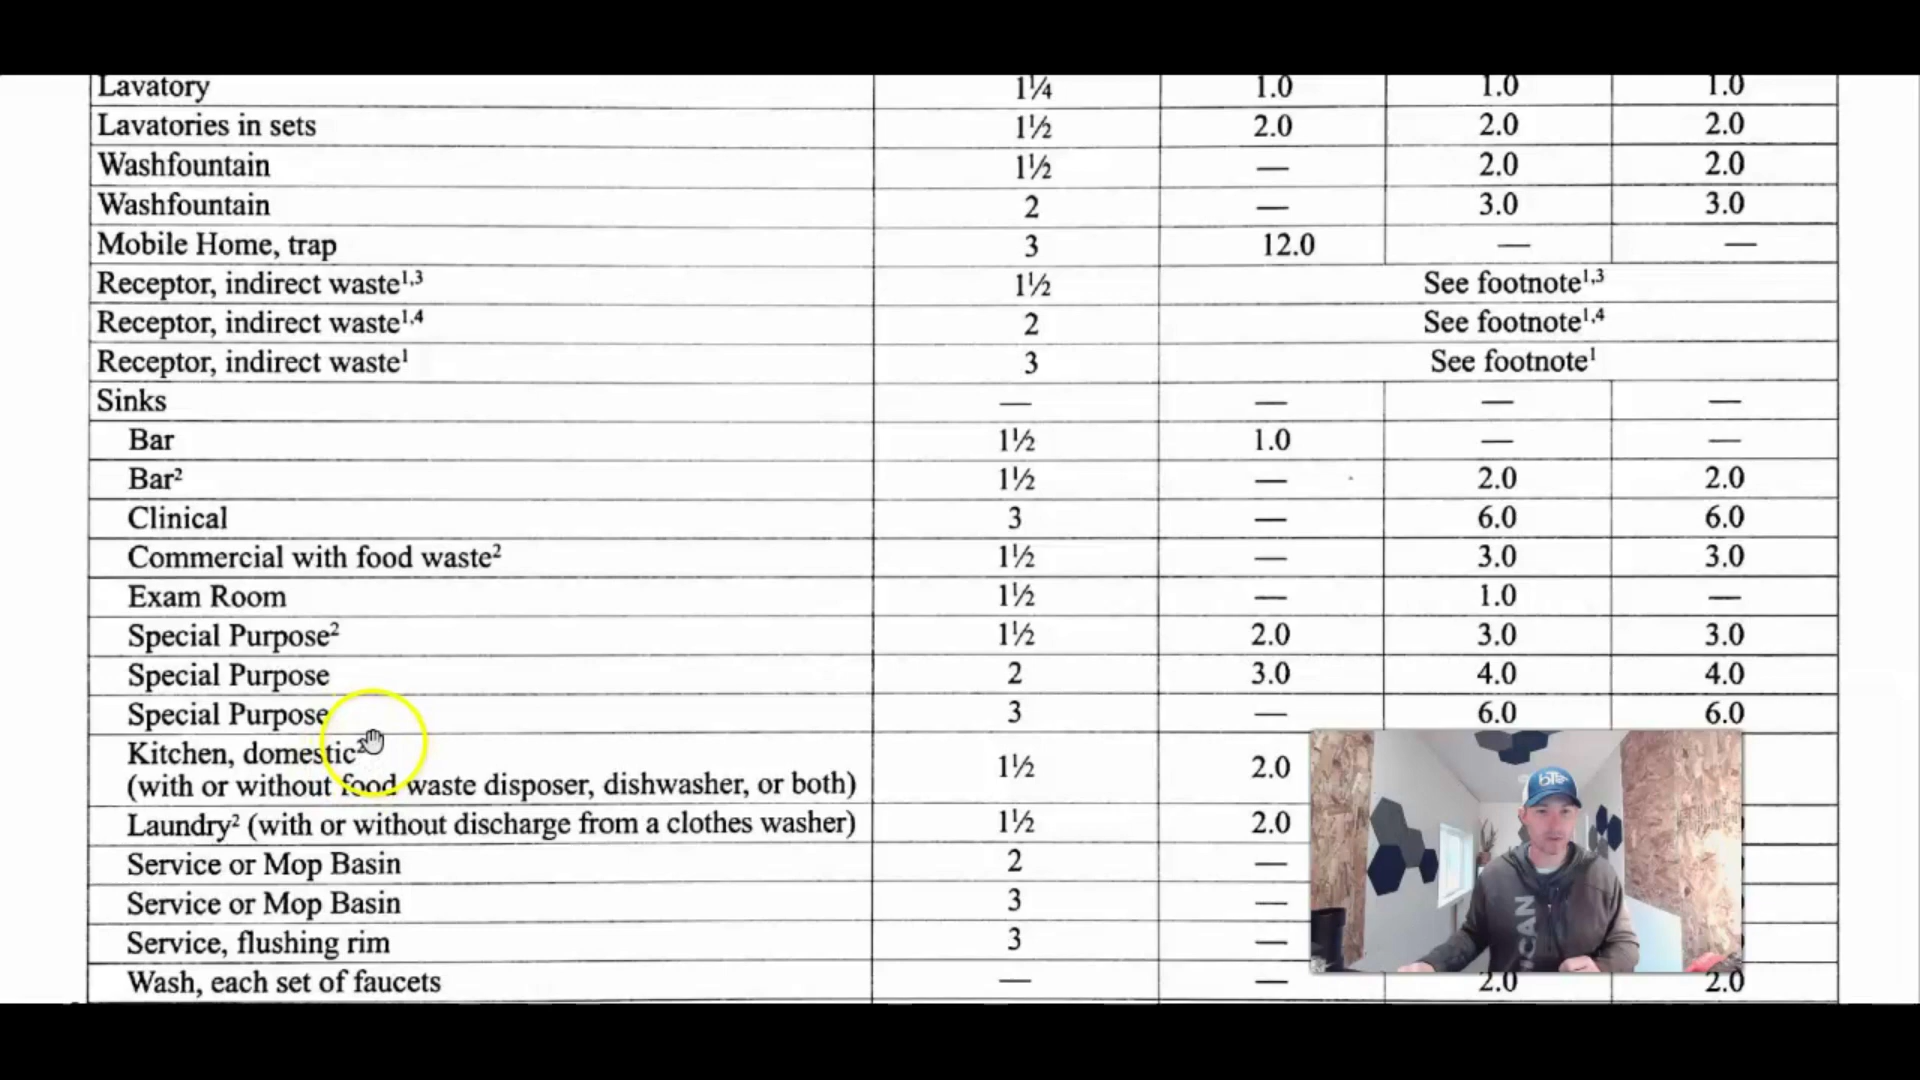 Lavatory 1¼ 1.0 1.0 1.0
Lavatories in sets 1½ 2.0 2.0 2.0
Washfountain 1½ — 2.0 2.0
Washfountain 2 — 3.0 3.0
Mobile Home, trap 3 12.0 — —
Receptor, indirect waste¹,³ 1½ See footnote¹,³
Receptor, indirect waste¹,⁴ 2 See footnote¹,⁴
Receptor, indirect waste¹ 3 See footnote¹
Sinks — — — —
Bar 1½ 1.0 — —
Bar² 1½ — 2.0 2.0
Clinical 3 — 6.0 6.0
Commercial with food waste² 1½ — 3.0 3.0
Exam Room 1½ — 1.0 —
Special Purpose² 1½ 2.0 3.0 3.0
Special Purpose 2 3.0 4.0 4.0
Special Purpose 3 — 6.0 6.0
Kitchen, domestic² 1½ 2.0
(with or without food waste disposer, dishwasher, or both)
Laundry² (with or without discharge from a clothes washer) 1½ 2.0
Service or Mop Basin 2 —
Service or Mop Basin 3 —
Service, flushing rim 3 —
Wash, each set of faucets — — 2.0 2.0